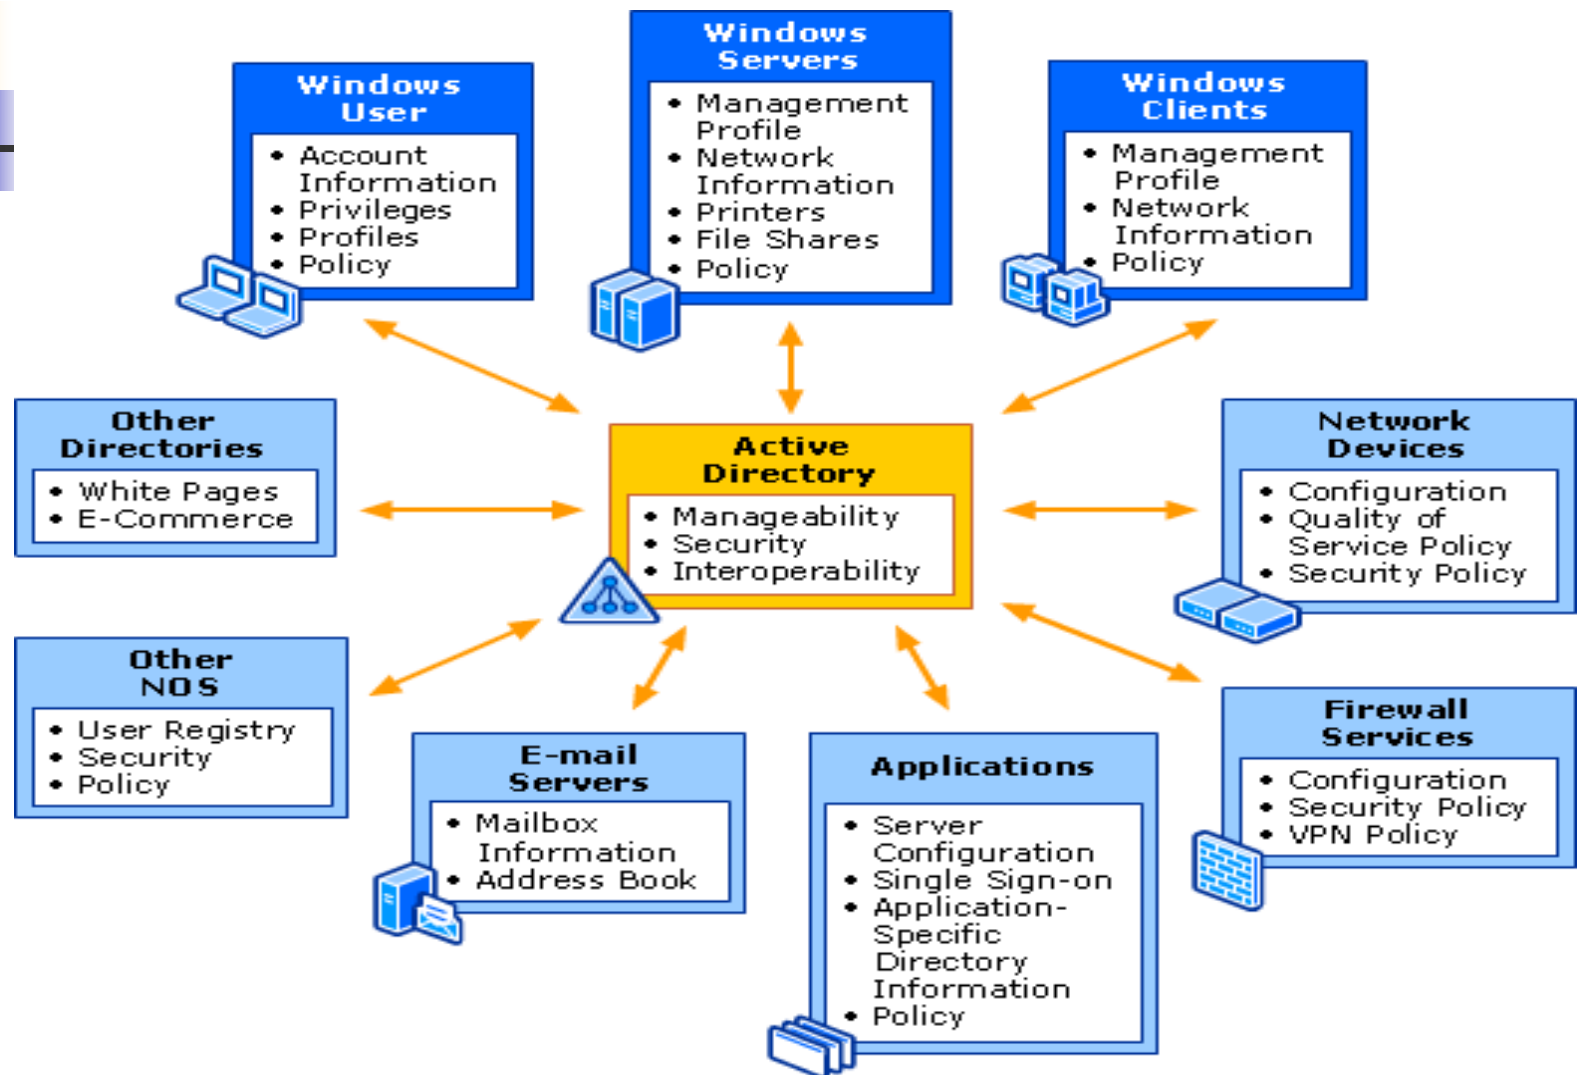 Windows
Servers
• Management
Profile
• Network
Information
• Printers
• File Shares
• Policy
Windows
User
• Account
Information
• Privileges
• Profiles
• Policy
Windows
Clients
• Management
Profile
• Network
Information
• Policy
Other
Directories
• White Pages
• E-Commerce
Active
Directory
• Manageability
• Security
• Interoperability
Network
Devices
• Configuration
• Quality of
Service Policy
• Security Policy
Other
NOS
• User Registry
• Security
• Policy
E-mail
Servers
• Mailbox
Information
• Address Book
Applications
• Server
Configuration
• Single Sign-on
• Application-
Specific
Directory
Information
• Policy
Firewall
Services
• Configuration
• Security Policy
• VPN Policy